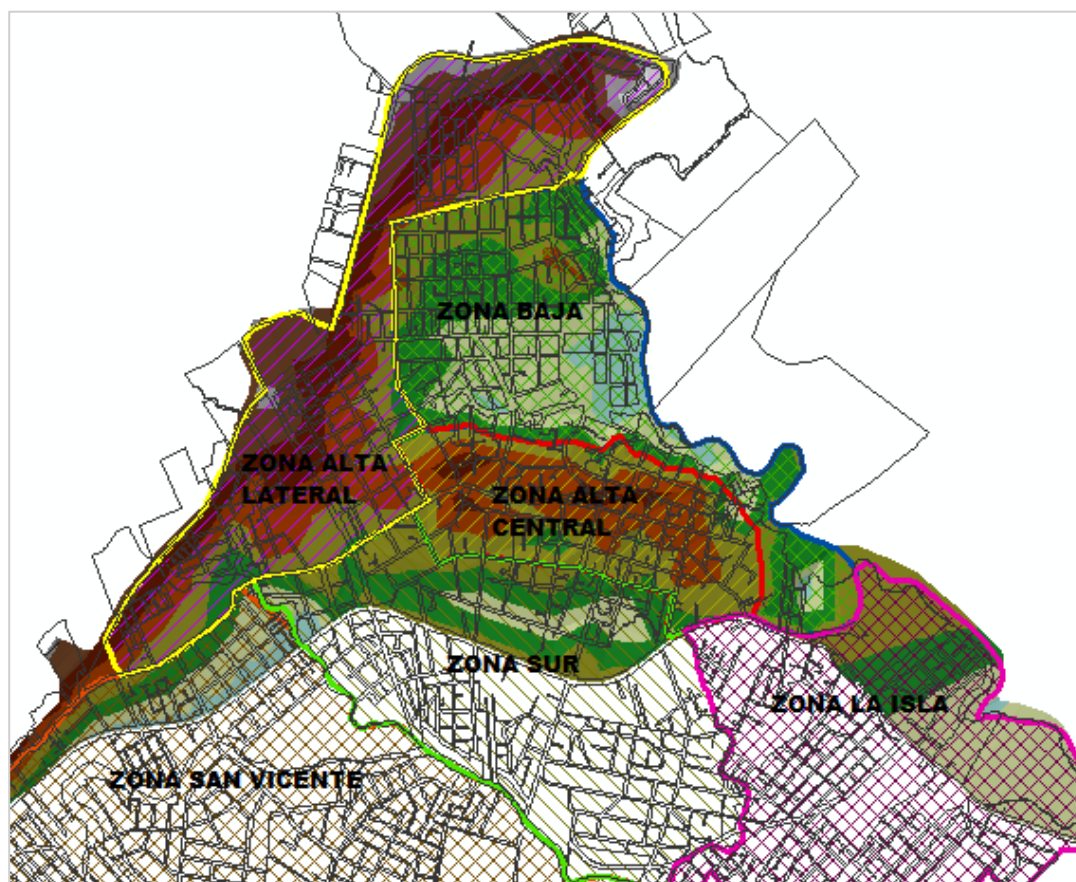 ZONA BAJA
ZONA ALTA
LATERAL
ZONA ALTA
CENTRAL
ZONA SUR
ZONA LA ISLA
ZONA SAN VICENTE